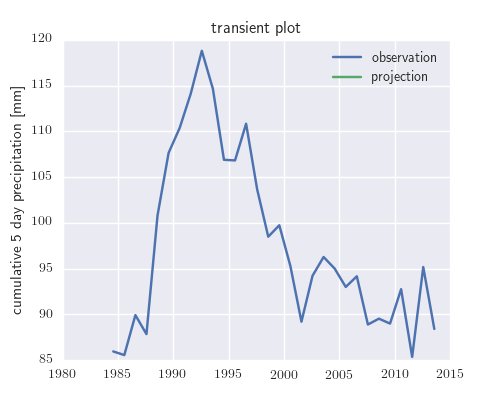 transient plot
cumulative 5 day precipitation [mm]
120
115
110
105
100
95
90
85
1980 1985 1990 1995 2000 2005 2010 2015
observation
projection